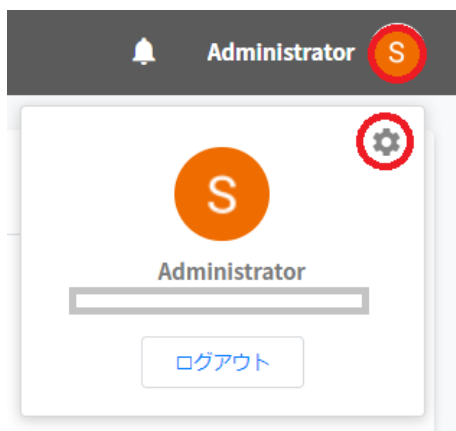 Administrator S
S
Administrator
ログアウト